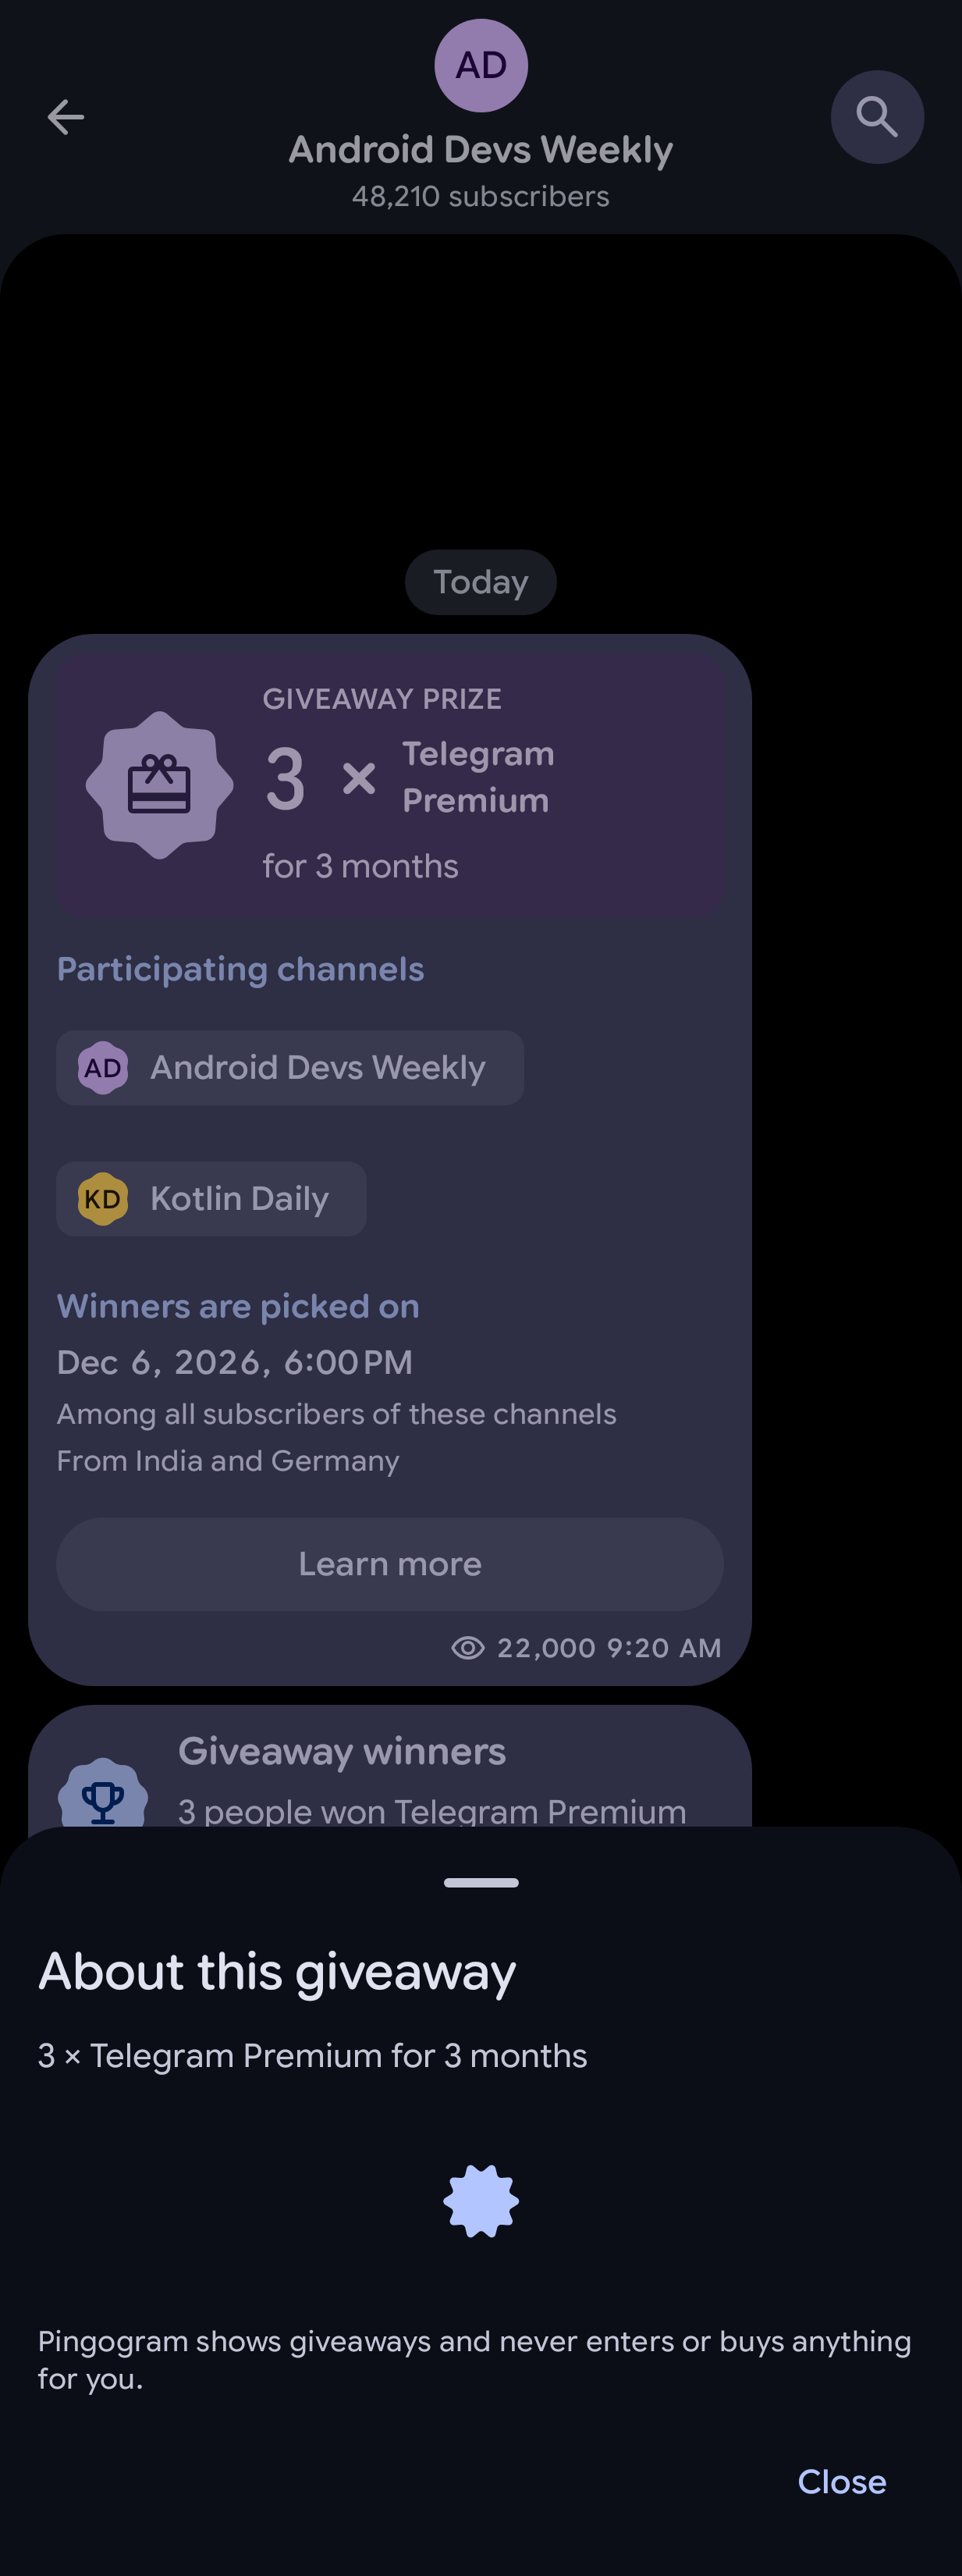 AD
Android Devs Weekly
48,210 subscribers
Today
GIVEAWAY PRIZE
3 × Telegram
Premium
for 3 months
Participating channels
AD Android Devs Weekly
KD Kotlin Daily
Winners are picked on
Dec 6, 2026, 6:00 PM
Among all subscribers of these channels
From India and Germany
Learn more
22,000 9:20 AM
Giveaway winners
3 people won Telegram Premium
About this giveaway
3 × Telegram Premium for 3 months
Pingogram shows giveaways and never enters or buys anything
for you.
Close